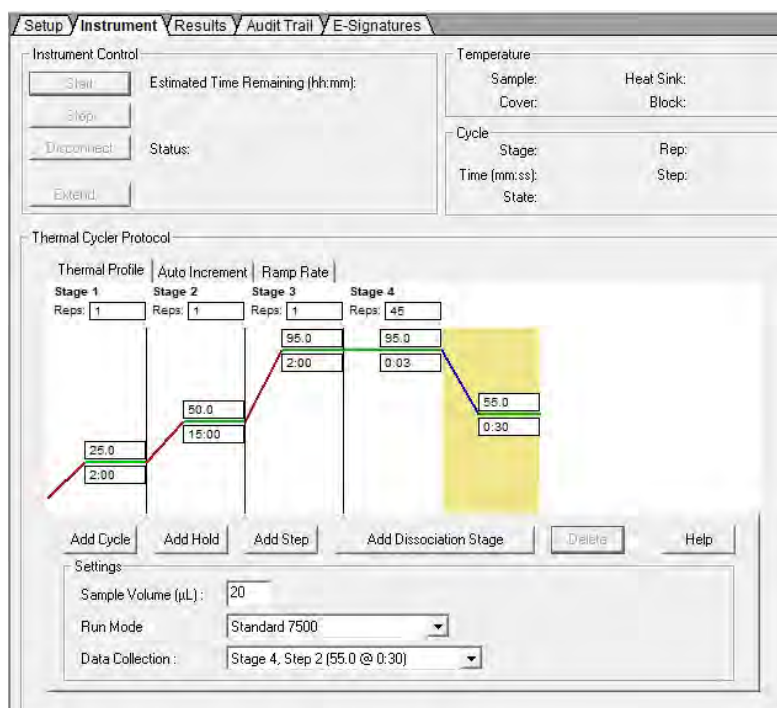 Setup Instrument Results Audit Trail E-Signatures
Instrument Control
Start
Estimated Time Remaining (hh:mm):
Stop
Disconnect
Status:
Extend
Temperature
Sample: Heat Sink:
Cover: Block:
Cycle
Stage: Rep:
Time (mm:ss): Step:
State:
Thermal Cycler Protocol
Thermal Profile Auto Increment Ramp Rate
Stage 1 Stage 2 Stage 3 Stage 4
Reps: 1 Reps: 1 Reps: 1 Reps: 45
95.0 95.0
2:00 0:03
55.0
0:30
50.0
15:00
25.0
2:00
Add Cycle Add Hold Add Step Add Dissociation Stage Delete Help
Settings
Sample Volume (µL) : 20
Run Mode Standard 7500
Data Collection : Stage 4, Step 2 (55.0 @ 0:30)